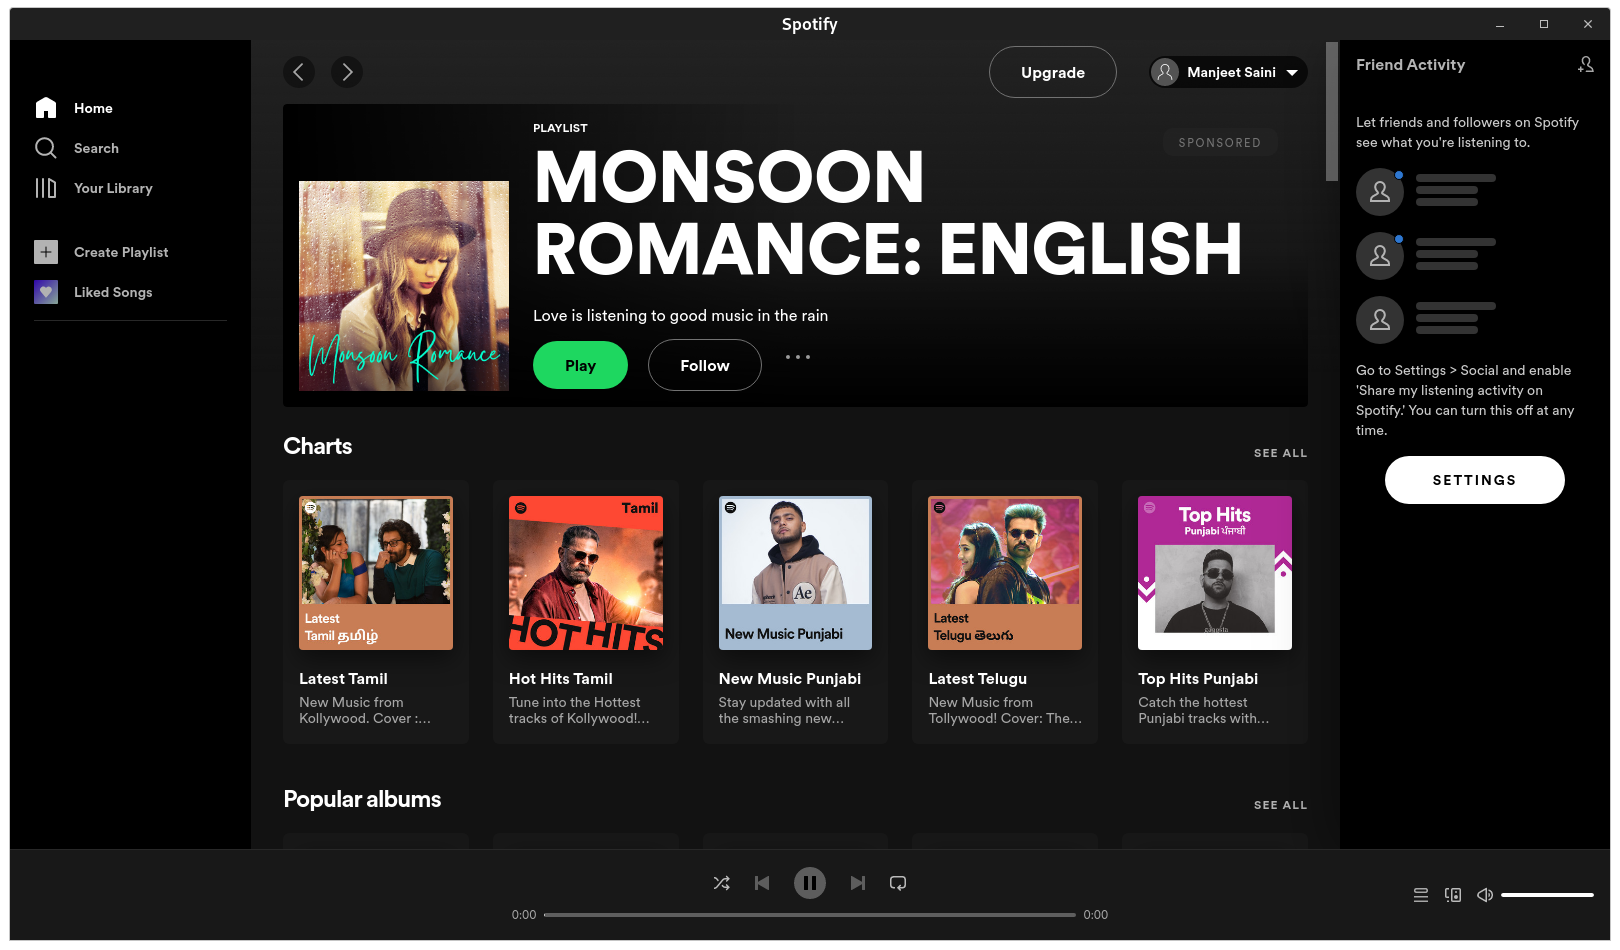 Spotify
Home
Search
Your Library
Create Playlist
Liked Songs
Upgrade
Manjeet Saini
PLAYLIST
SPONSORED
MONSOON
ROMANCE: ENGLISH
Monsoon Romance
Love is listening to good music in the rain
Play
Follow
Charts
SEE ALL
Latest
Tamil தமிழ்
Latest Tamil
New Music from
Kollywood. Cover :...
Tamil
HOT HITS
Hot Hits Tamil
Tune into the Hottest
tracks of Kollywood!...
Ae
New Music Punjabi
New Music Punjabi
Stay updated with all
the smashing new...
Latest
Telugu తెలుగు
Latest Telugu
New Music from
Tollywood! Cover: The...
Top Hits
Punjabi ਪੰਜਾਬੀ
gangsta
Top Hits Punjabi
Catch the hottest
Punjabi tracks with...
Popular albums
SEE ALL
Friend Activity
Let friends and followers on Spotify
see what you're listening to.
Go to Settings > Social and enable
'Share my listening activity on
Spotify.' You can turn this off at any
time.
SETTINGS
0:00
0:00